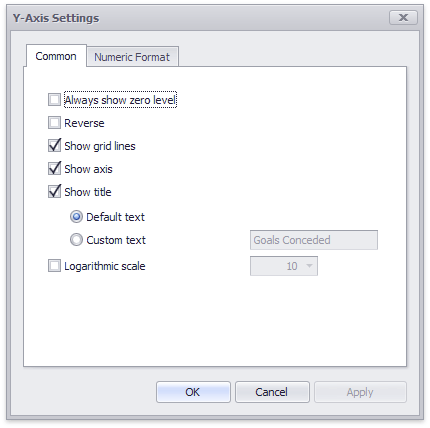 Y-Axis Settings
Common
Numeric Format
Always show zero level
Reverse
Show grid lines
Show axis
Show title
Default text
Custom text
Goals Conceded
Logarithmic scale
10
OK
Cancel
Apply